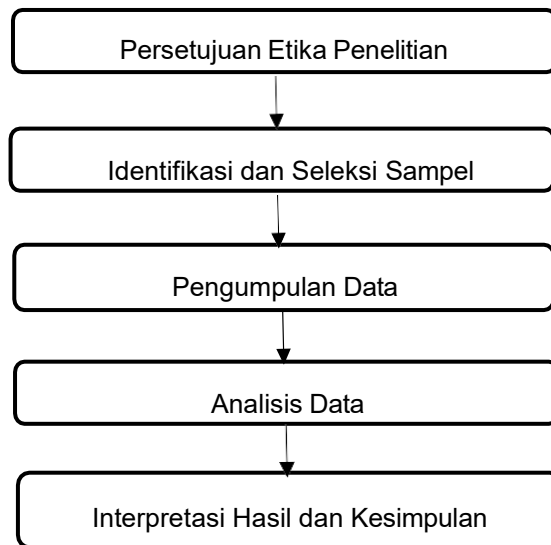 Persetujuan Etika Penelitian
Identifikasi dan Seleksi Sampel
Pengumpulan Data
Analisis Data
Interpretasi Hasil dan Kesimpulan